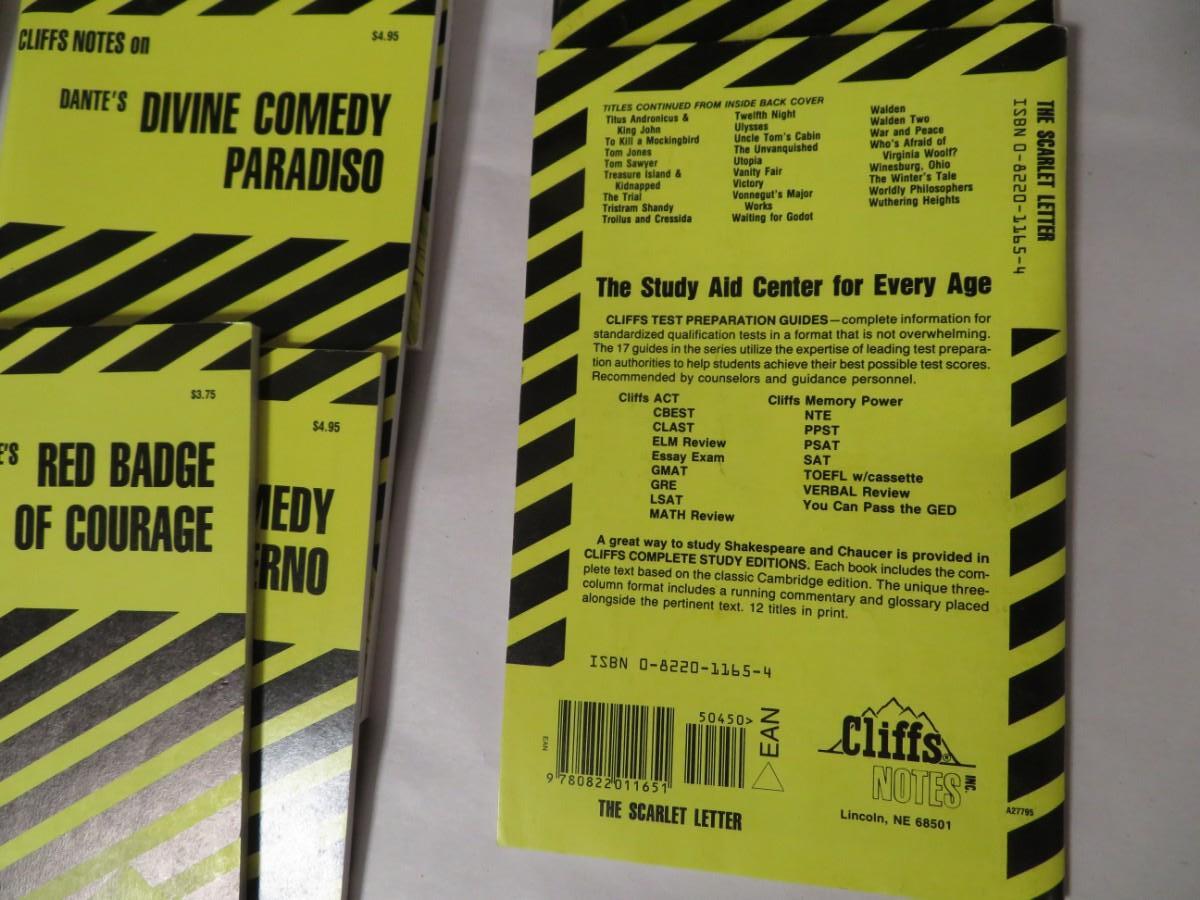 CLIFFS NOTES on
$4.95
DANTE'S DIVINE COMEDY
PARADISO
$3.75
E'S RED BADGE
OF COURAGE
$4.95
MEDY
ERNO
TITLES CONTINUED FROM INSIDE BACK COVER
Titus Andronicus &
King John
To Kill a Mockingbird
Tom Jones
Tom Sawyer
Treasure Island &
Kidnapped
The Trial
Tristram Shandy
Troilus and Cressida
Twelfth Night
Ulysses
Uncle Tom's Cabin
The Unvanquished
Utopia
Vanity Fair
Victory
Vonnegut's Major
Works
Waiting for Godot
Walden
Walden Two
War and Peace
Who's Afraid of
Virginia Woolf?
Winesburg, Ohio
The Winter's Tale
Worldly Philosophers
Wuthering Heights
THE SCARLET LETTER
ISBN 0-8220-1165-4
The Study Aid Center for Every Age
CLIFFS TEST PREPARATION GUIDES—complete information for
standardized qualification tests in a format that is not overwhelming.
The 17 guides in the series utilize the expertise of leading test prepara-
tion authorities to help students achieve their best possible test scores.
Recommended by counselors and guidance personnel.
Cliffs ACT
CBEST
CLAST
ELM Review
Essay Exam
GMAT
GRE
LSAT
MATH Review
Cliffs Memory Power
NTE
PPST
PSAT
SAT
TOEFL w/cassette
VERBAL Review
You Can Pass the GED
A great way to study Shakespeare and Chaucer is provided in
CLIFFS COMPLETE STUDY EDITIONS. Each book includes the com-
plete text based on the classic Cambridge edition. The unique three-
column format includes a running commentary and glossary placed
alongside the pertinent text. 12 titles in print.
ISBN 0-8220-1165-4
EAN
9 780822 011651
50450>
EAN
THE SCARLET LETTER
Cliffs®
NOTES INC.
Lincoln, NE 68501
A27795